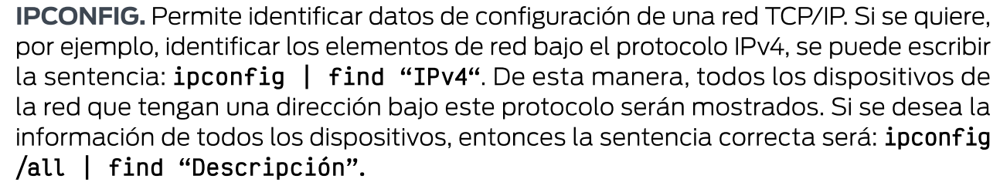 IPCONFIG. Permite identificar datos de configuración de una red TCP/IP. Si se quiere,
por ejemplo, identificar los elementos de red bajo el protocolo IPv4, se puede escribir
la sentencia: ipconfig | find “IPv4“. De esta manera, todos los dispositivos de
la red que tengan una dirección bajo este protocolo serán mostrados. Si se desea la
información de todos los dispositivos, entonces la sentencia correcta será: ipconfig
/all | find “Descripción”.